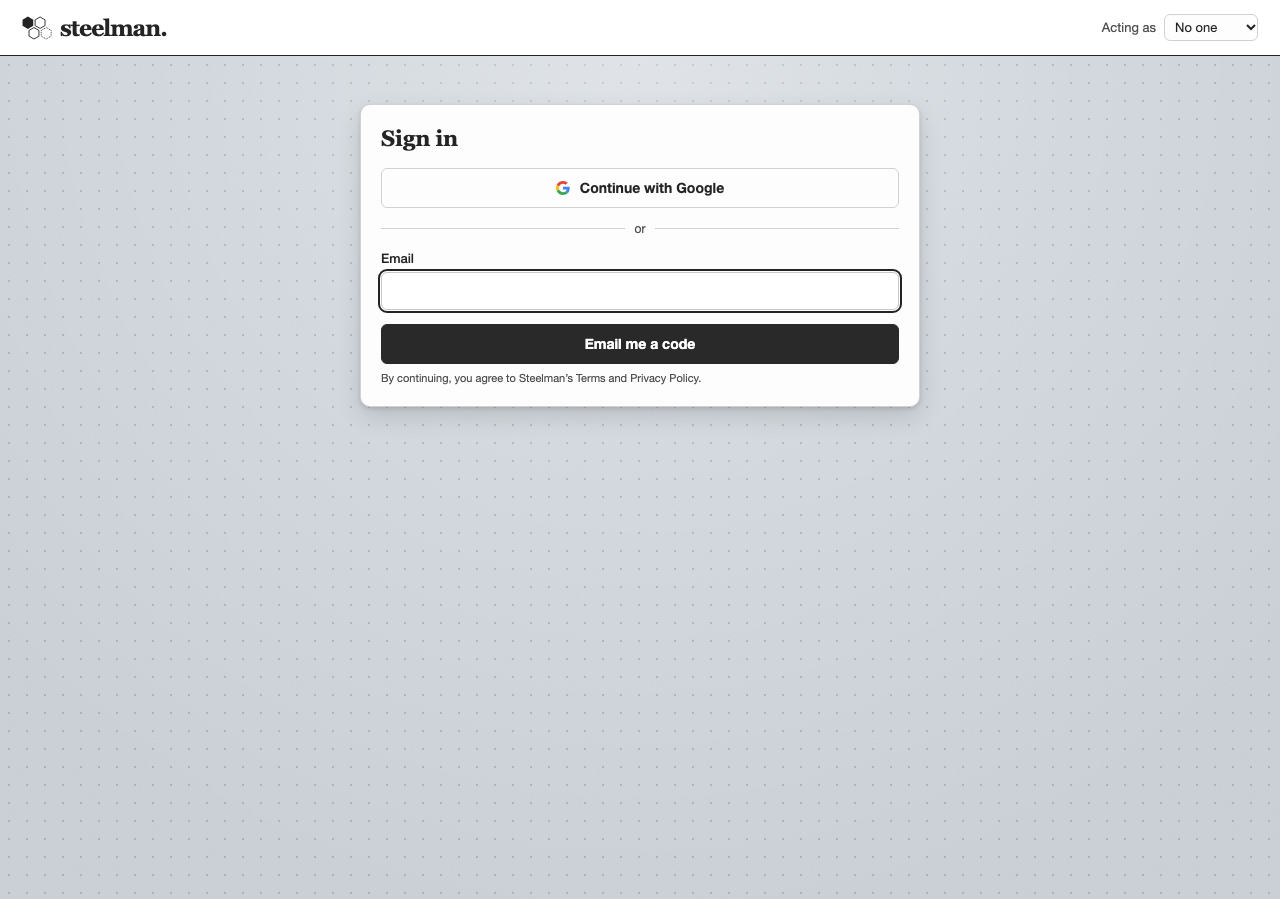 steelman.
Acting as No one
Sign in
Continue with Google
or
Email
Email me a code
By continuing, you agree to Steelman’s Terms and Privacy Policy.